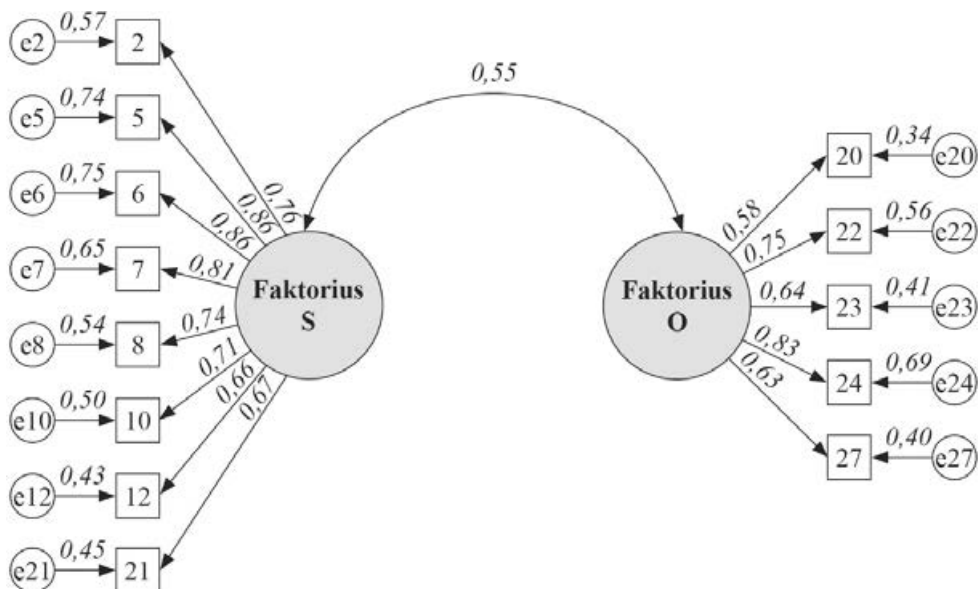 e2 0,57 2
e5 0,74 5
e6 0,75 6
e7 0,65 7
e8 0,54 8
e10 0,50 10
e12 0,43 12
e21 0,45 21
0,76
0,86
0,86
0,81
0,74
0,71
0,66
0,67
Faktorius
S
0,55
Faktorius
O
0,58
0,75
0,64
0,83
0,63
20 0,34 e20
22 0,56 e22
23 0,41 e23
24 0,69 e24
27 0,40 e27